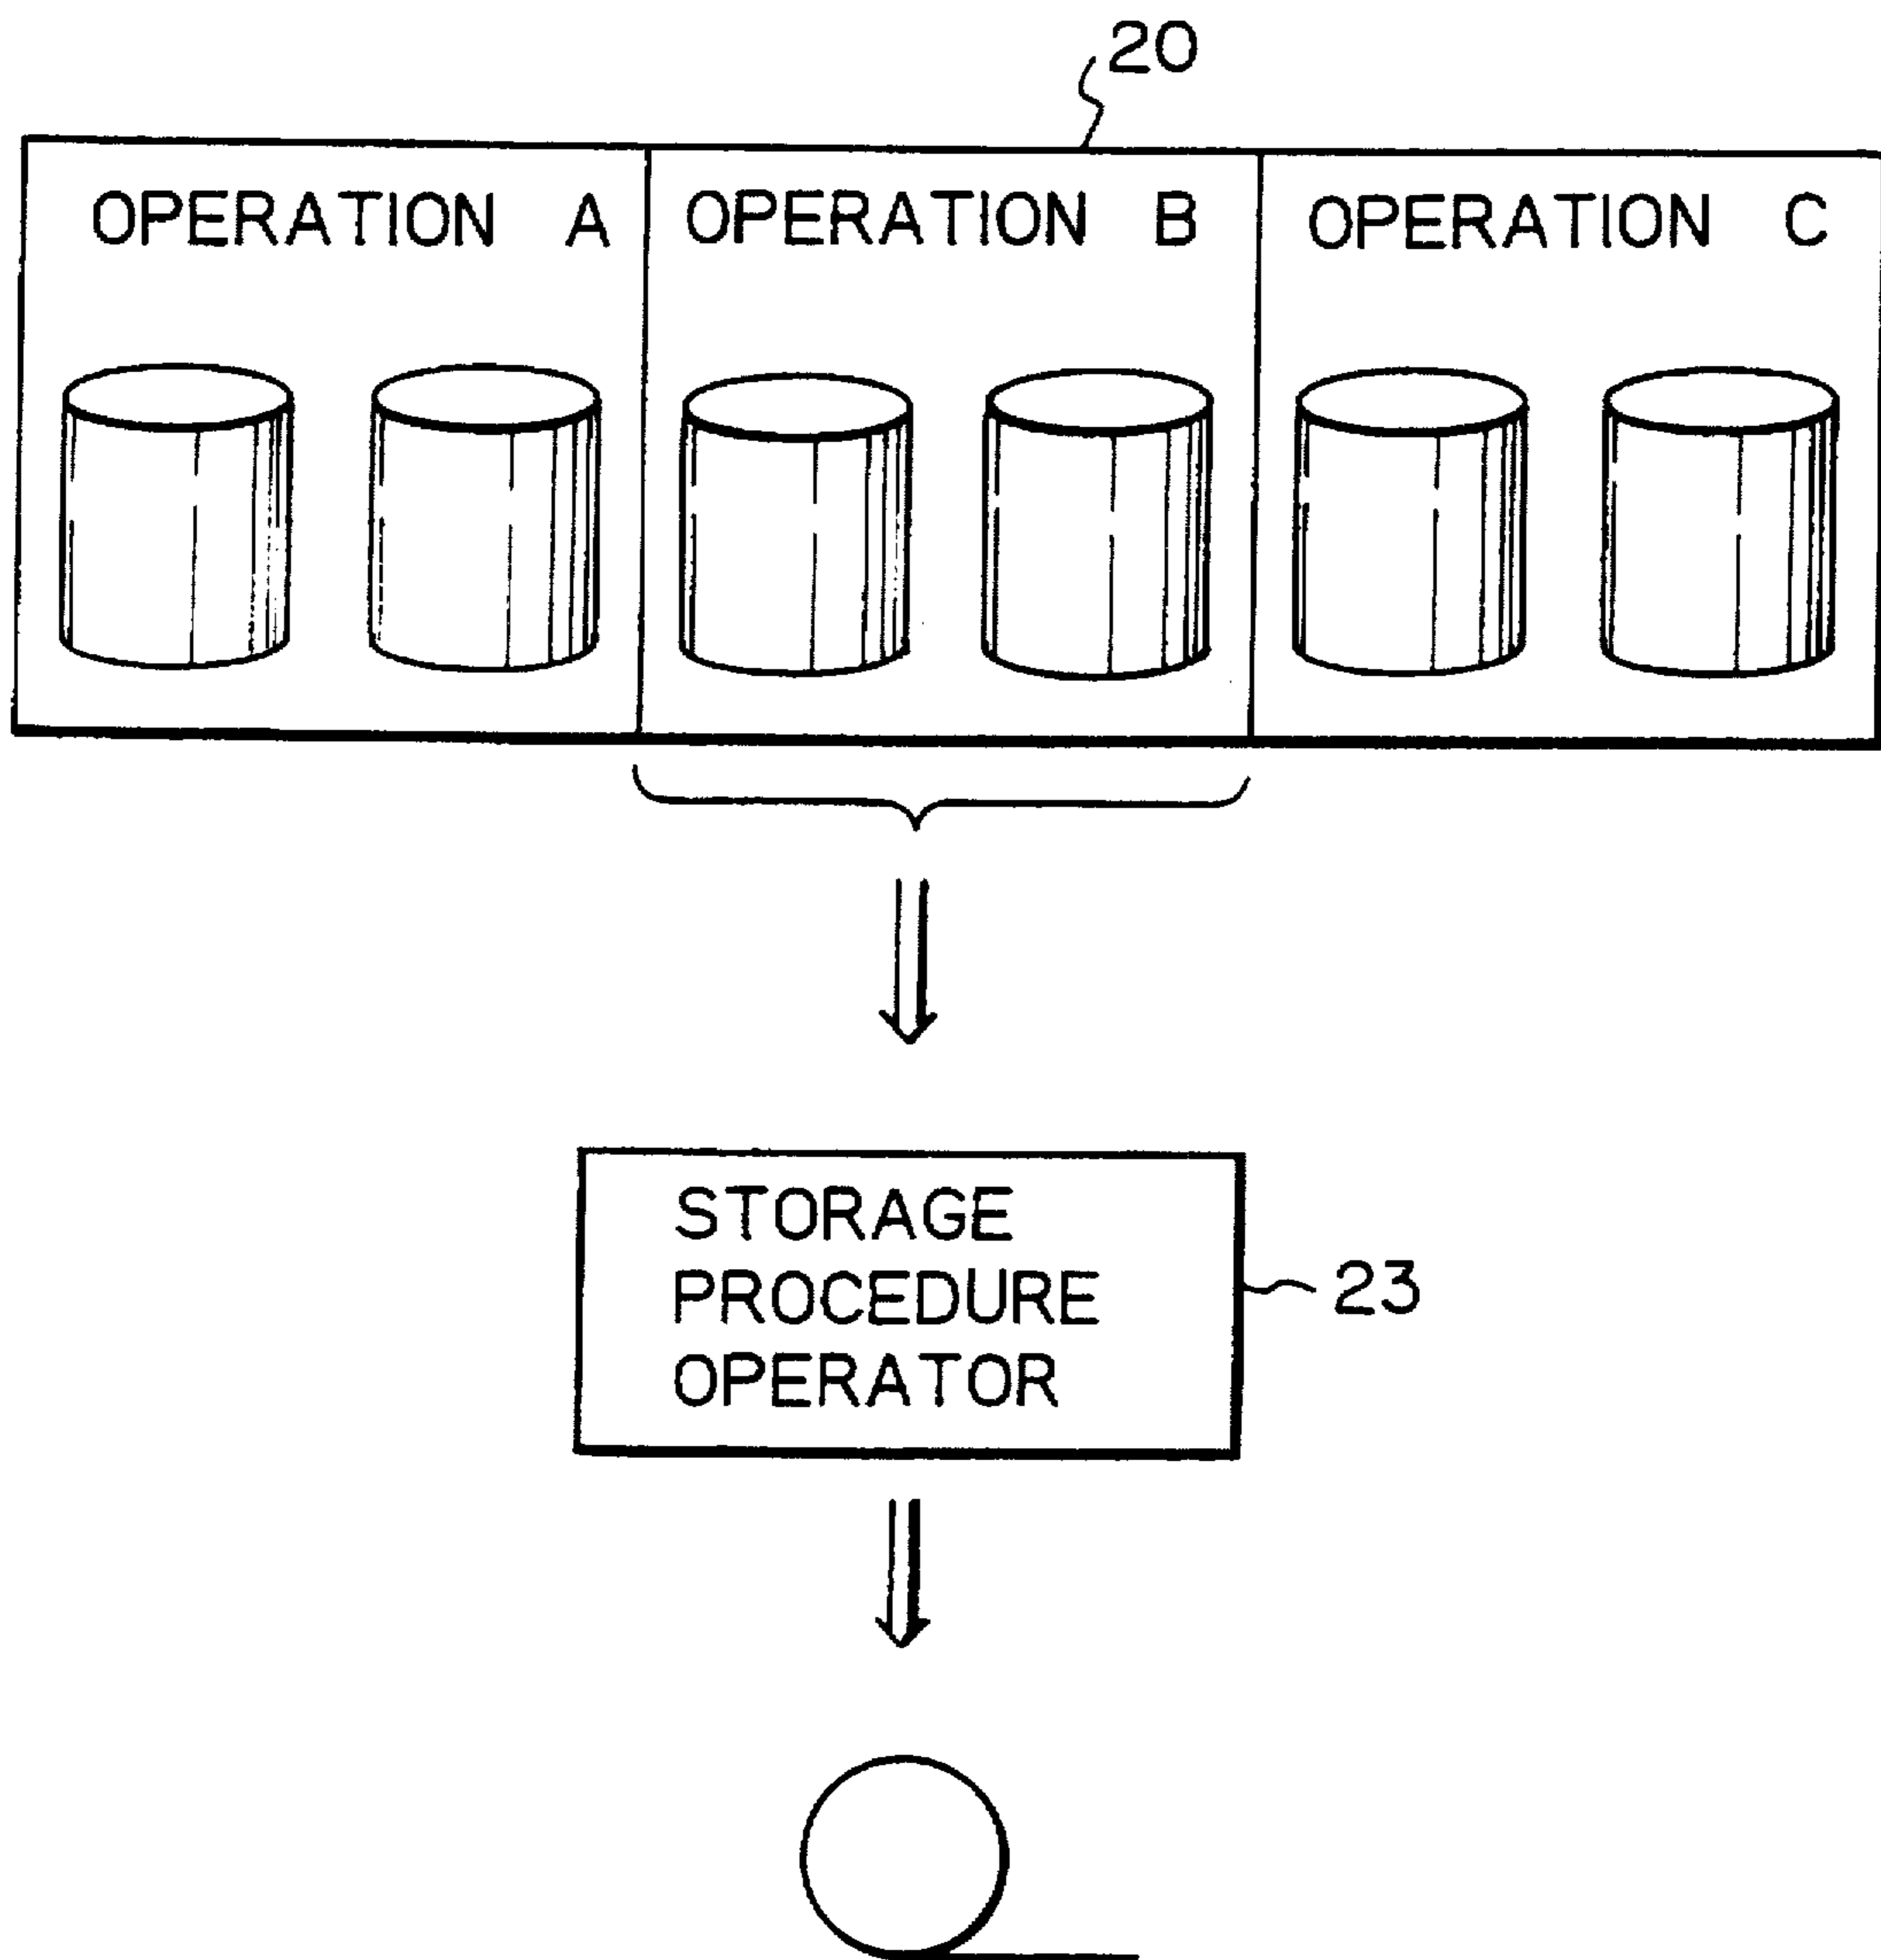 20
OPERATION A
OPERATION B
OPERATION C
STORAGE
PROCEDURE
OPERATOR
23